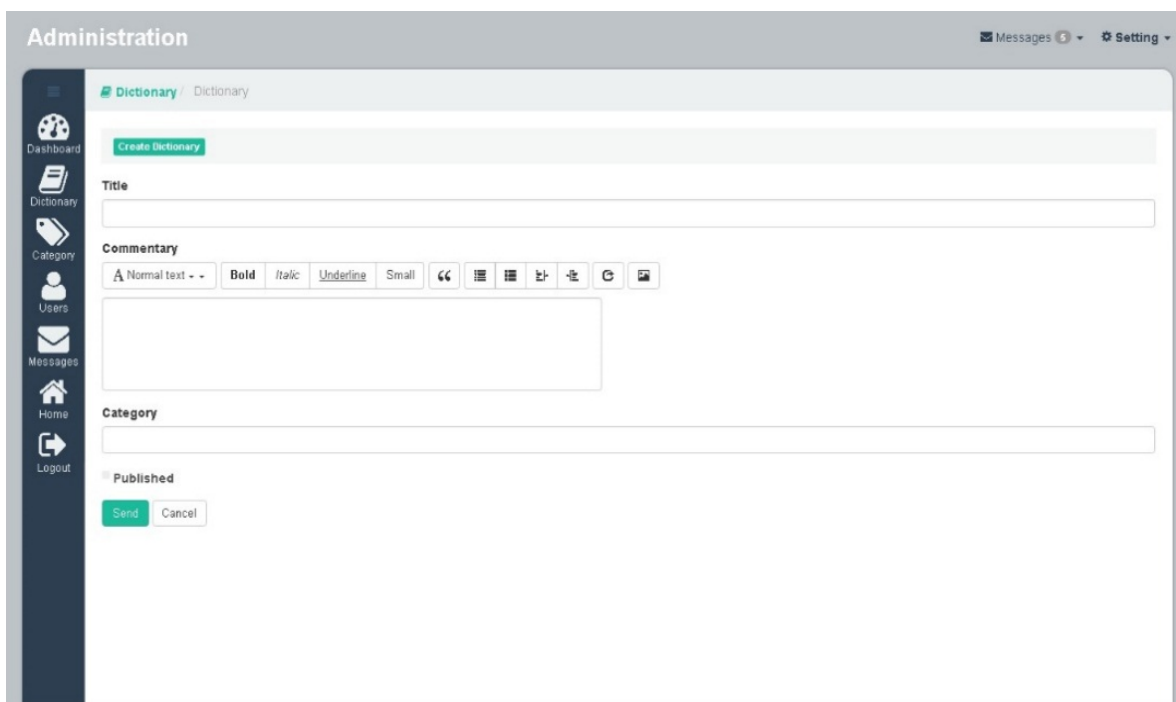 Administration
Messages 5
Setting
Dictionary / Dictionary
Dashboard
Dictionary
Category
Users
Messages
Home
Logout
Create Dictionary
Title
Commentary
A Normal text
Bold
Italic
Underline
Small
Category
Published
Send
Cancel